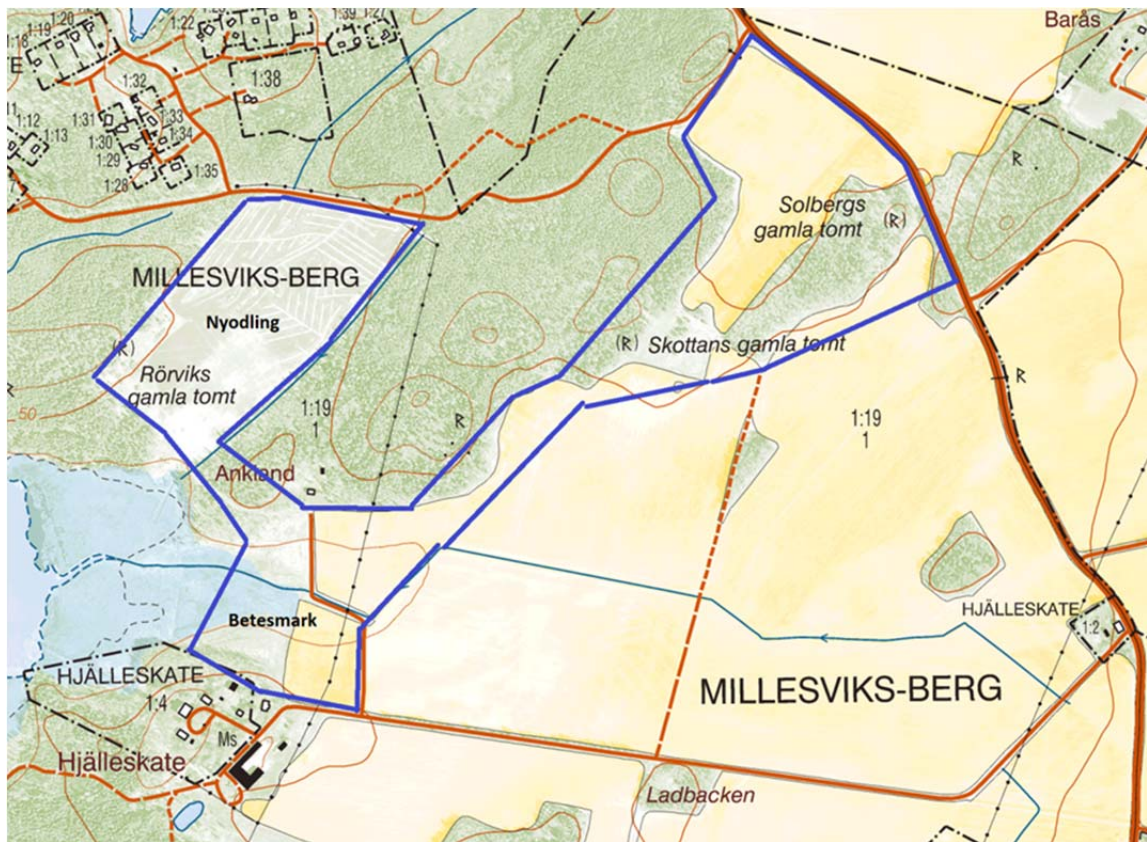 1:19
1:20
1:18
1:22
1:39
1:27
Barås
1:38
1:32
1:12
1:13
1:31
1:33
1:30
1:34
1:29
1:35
1:28
R
Solbergs
gamla tomt
(R)
MILLESVIKS-BERG
Nyodling
(R)
Skottans gamla tomt
(R)
Rörviks
gamla tomt
R
50
1:19
1
R
1:19
1
Ankland
HJÄLLESKATE
1:2
Betesmark
HJÄLLESKATE
1:4
MILLESVIKS-BERG
Ms
Hjälleskate
Ladbacken